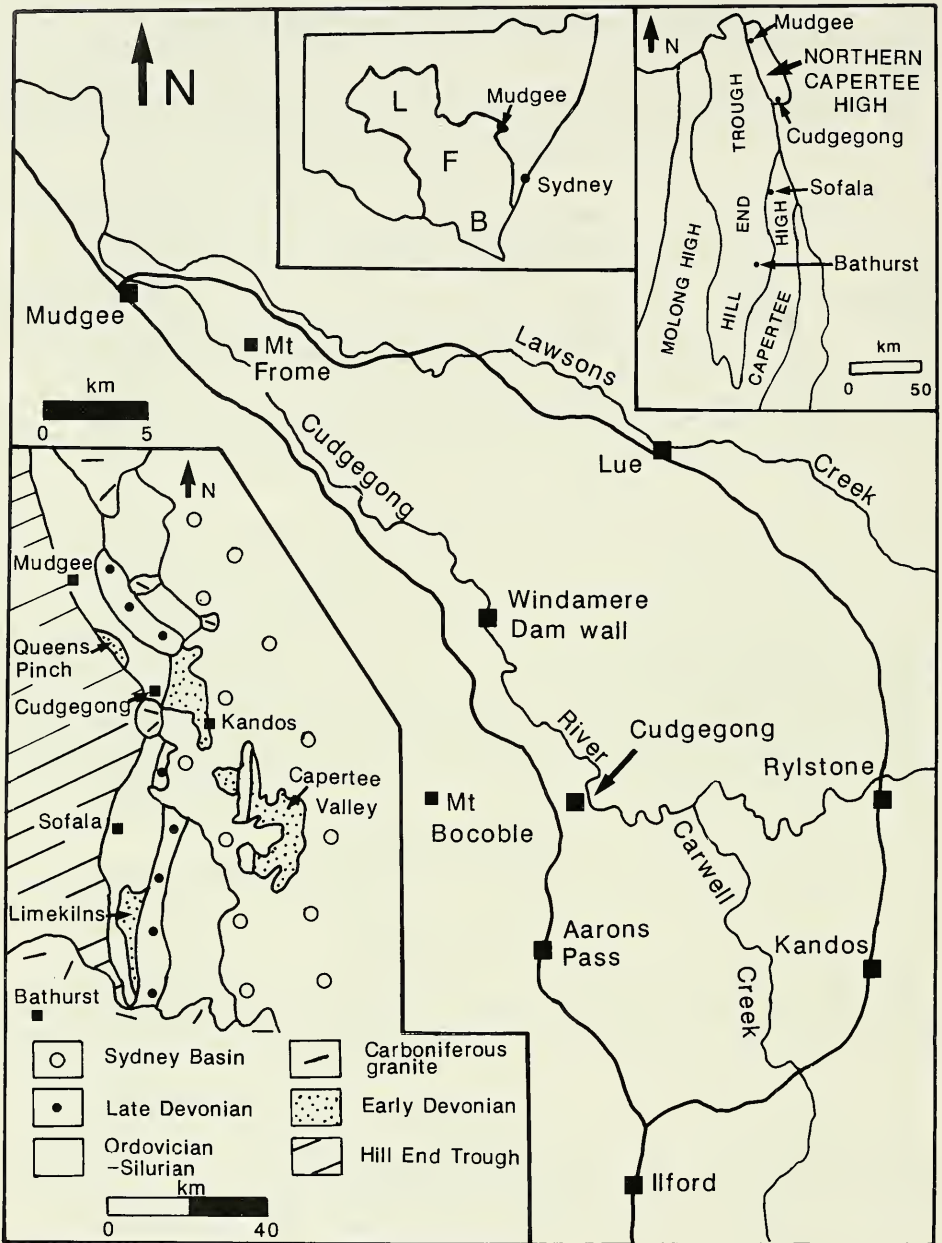 N
L
Mudgee
F
Sydney
B
N
Mudgee
NORTHERN
CAPERTEE
HIGH
Cudgegong
TROUGH
END
HILL
Sofala
HIGH
CAPERTEE
Bathurst
MOLONG HIGH
km
0 50
Mudgee
Mt
Frome
km
0 5
Lawsons
Creek
Lue
Cudgegong
River
Windamere
Dam wall
Cudgegong
Rylstone
Mt
Bocoble
Carwell
Creek
Aarons
Pass
Kandos
Ilford
N
Mudgee
Queens
Pinch
Cudgegong
Kandos
Capertee
Valley
Sofala
Limekilns
Bathurst
Sydney Basin
Carboniferous
granite
Late Devonian
Early Devonian
Ordovician
-Silurian
Hill End Trough
km
0 40